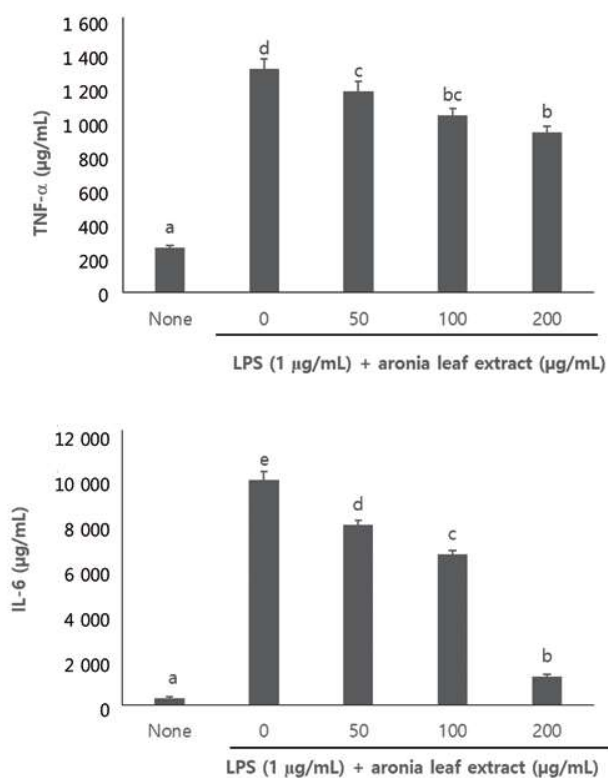 1 600
1 400
1 200
1 000
800
600
400
200
0
TNF-α (µg/mL)
a
d
c
bc
b
None 0 50 100 200
LPS (1 µg/mL) + aronia leaf extract (µg/mL)
12 000
10 000
8 000
6 000
4 000
2 000
0
IL-6 (µg/mL)
a
e
d
c
b
None 0 50 100 200
LPS (1 µg/mL) + aronia leaf extract (µg/mL)